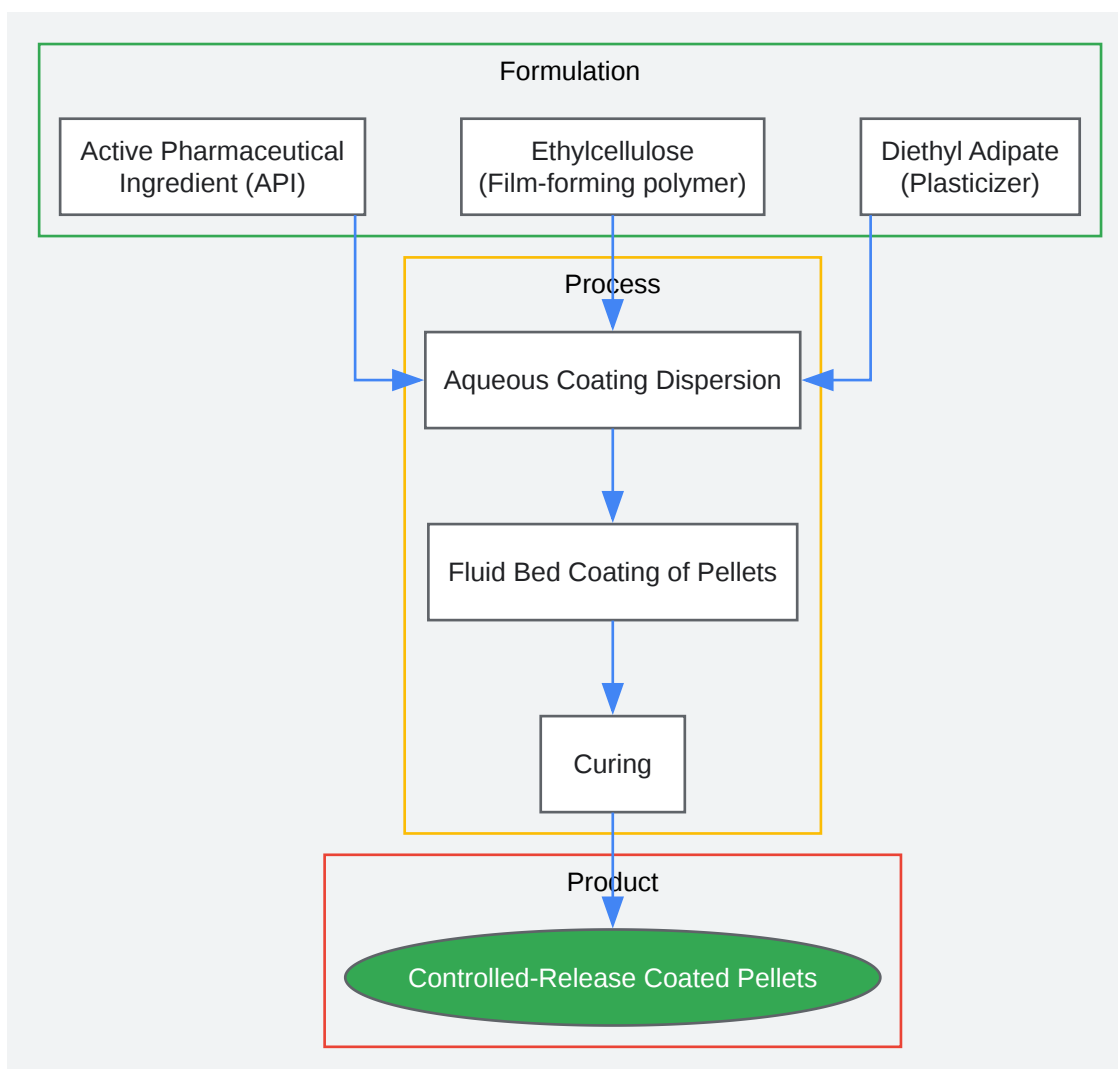 Formulation
Active Pharmaceutical
Ingredient (API)
Ethylcellulose
(Film-forming polymer)
Diethyl Adipate
(Plasticizer)
Process
Aqueous Coating Dispersion
Fluid Bed Coating of Pellets
Curing
Product
Controlled-Release Coated Pellets